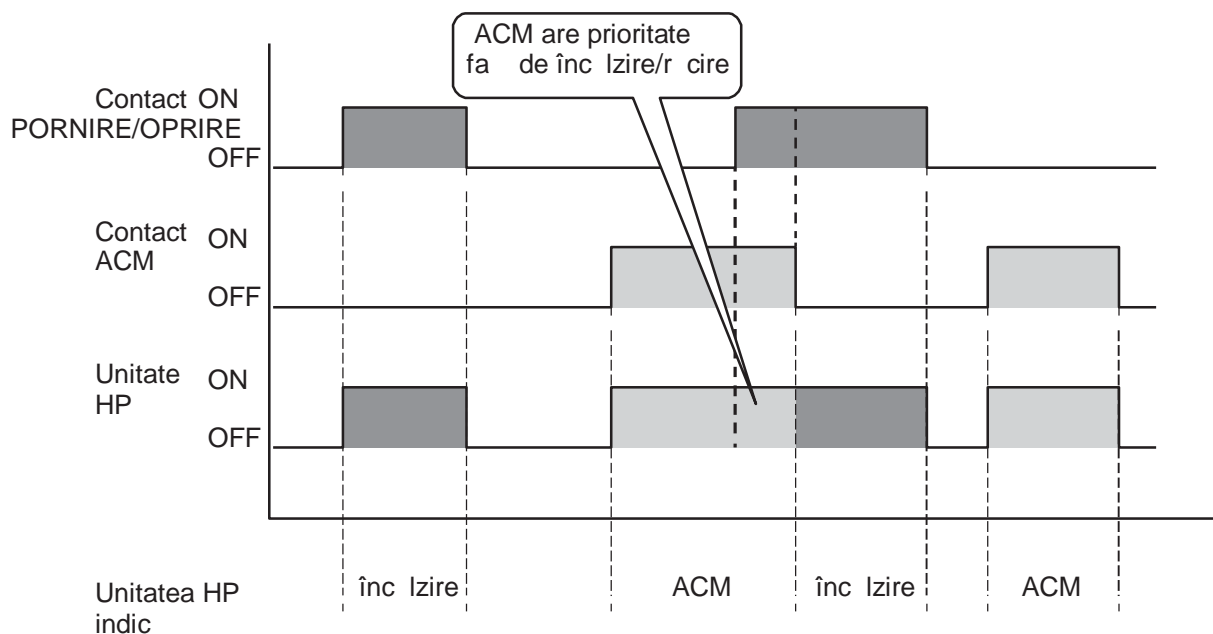 ACM are prioritate
fa de înc lzire/r cire
Contact ON
PORNIRE/OPRIRE
OFF
Contact ON
ACM
OFF
Unitate ON
HP
OFF
Unitatea HP
indic
înc lzire ACM înc lzire ACM